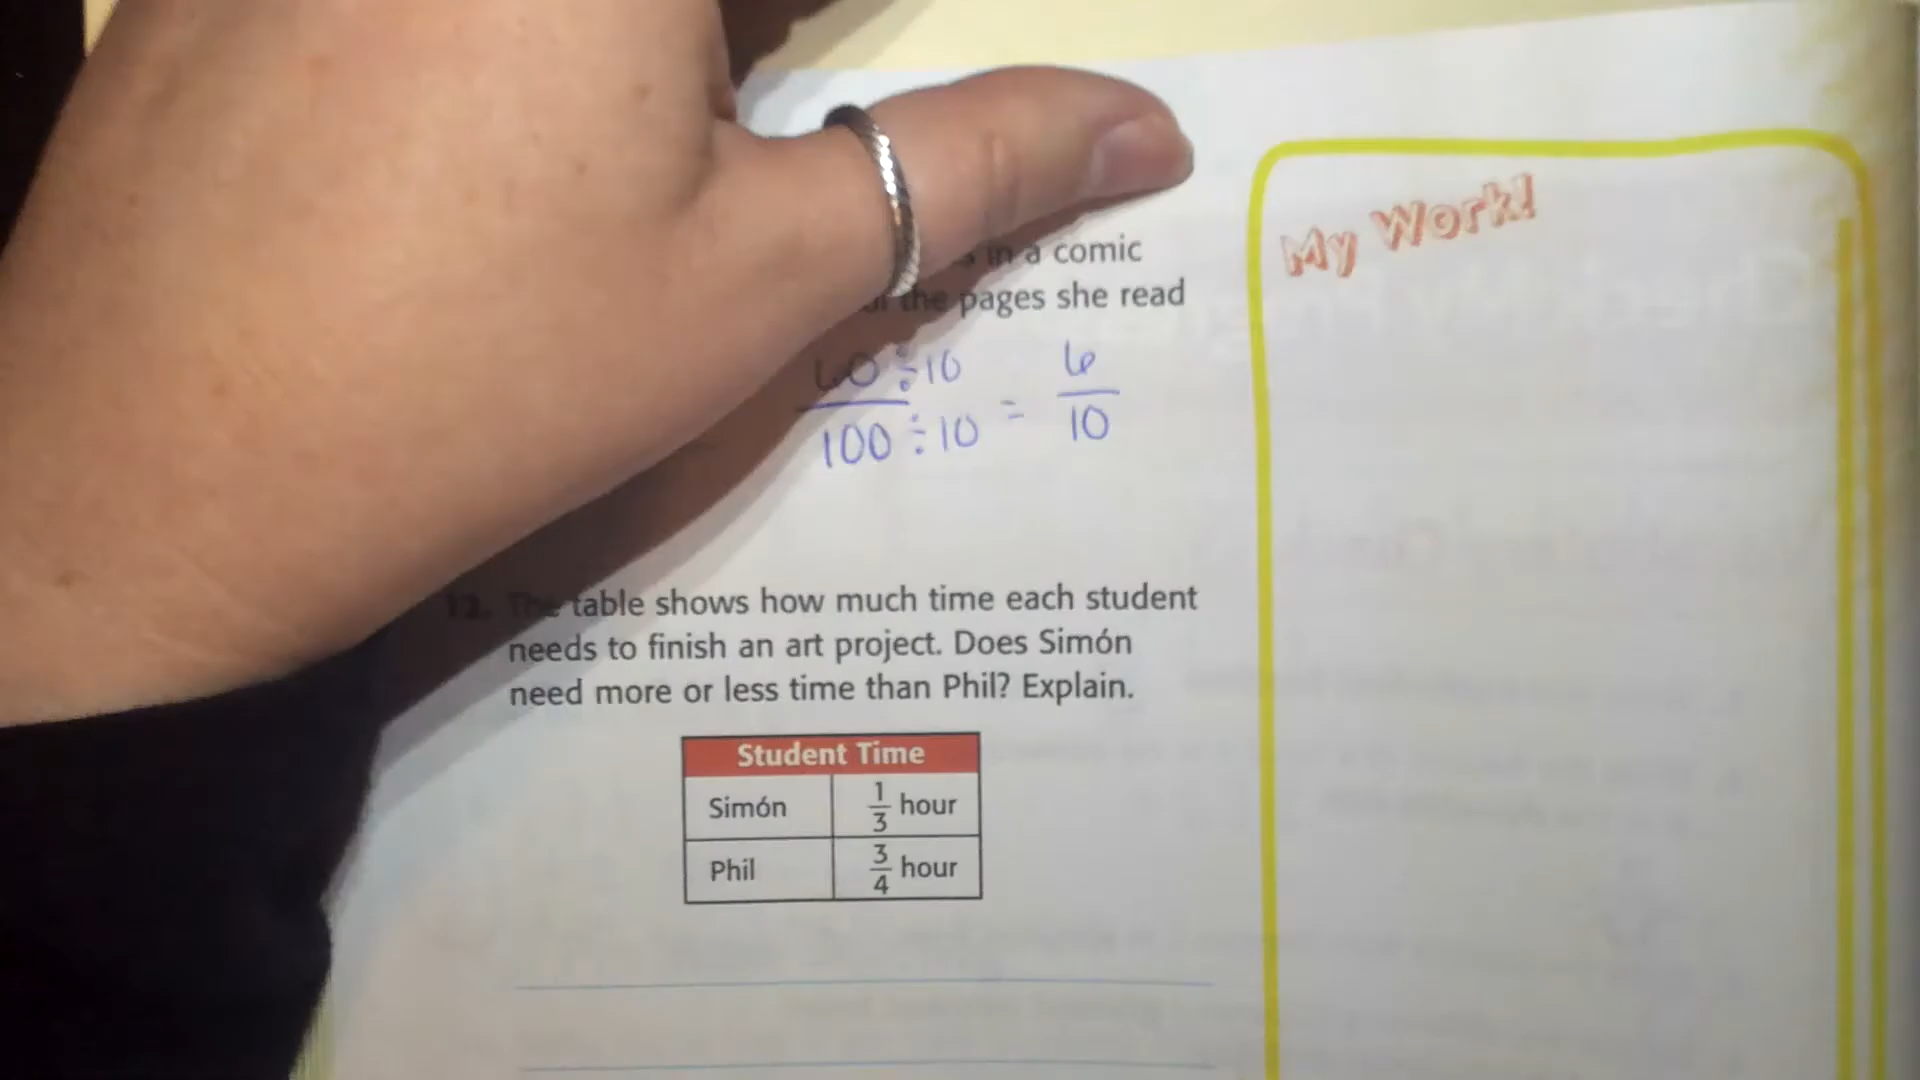 in a comic
the pages she read
60 ÷ 10 = 6
100 ÷ 10 10
My Work!
12. The table shows how much time each student
needs to finish an art project. Does Simón
need more or less time than Phil? Explain.
Student Time
Simón 1/3 hour
Phil 3/4 hour